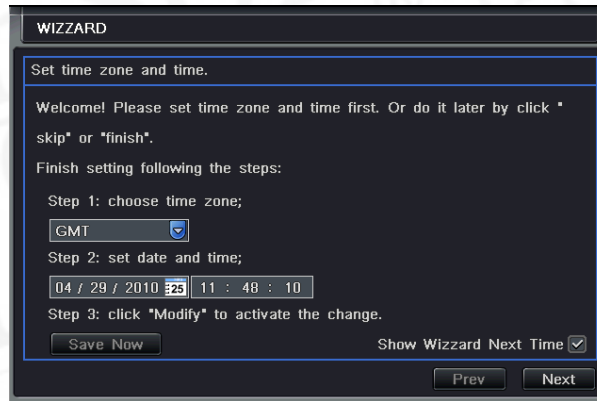 WIZZARD
Set time zone and time.
Welcome! Please set time zone and time first. Or do it later by click "
skip" or "finish".
Finish setting following the steps:
Step 1: choose time zone;
GMT
Step 2: set date and time;
04 / 29 / 2010 25 11 : 48 : 10
Step 3: click "Modify" to activate the change.
Save Now Show Wizzard Next Time
Prev Next